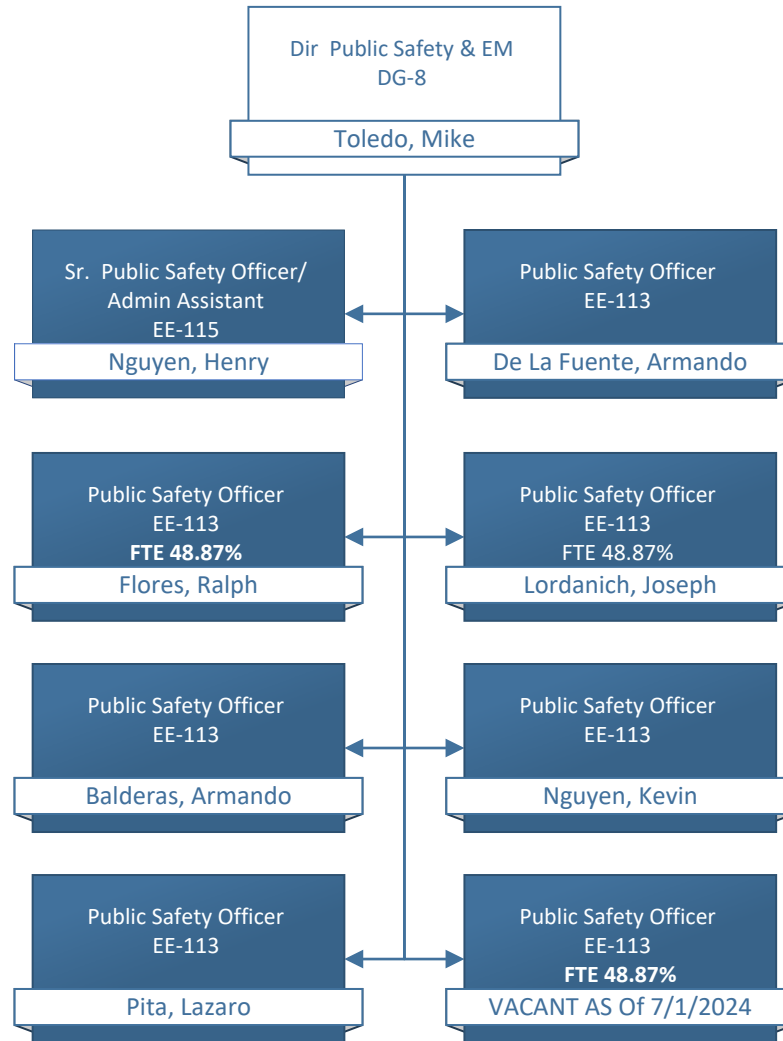 Dir Public Safety & EM
DG-8
Toledo, Mike
Sr. Public Safety Officer/
Admin Assistant
EE-115
Nguyen, Henry
Public Safety Officer
EE-113
De La Fuente, Armando
Public Safety Officer
EE-113
FTE 48.87%
Flores, Ralph
Public Safety Officer
EE-113
FTE 48.87%
Lordanich, Joseph
Public Safety Officer
EE-113
Balderas, Armando
Public Safety Officer
EE-113
Nguyen, Kevin
Public Safety Officer
EE-113
Pita, Lazaro
Public Safety Officer
EE-113
FTE 48.87%
VACANT AS Of 7/1/2024